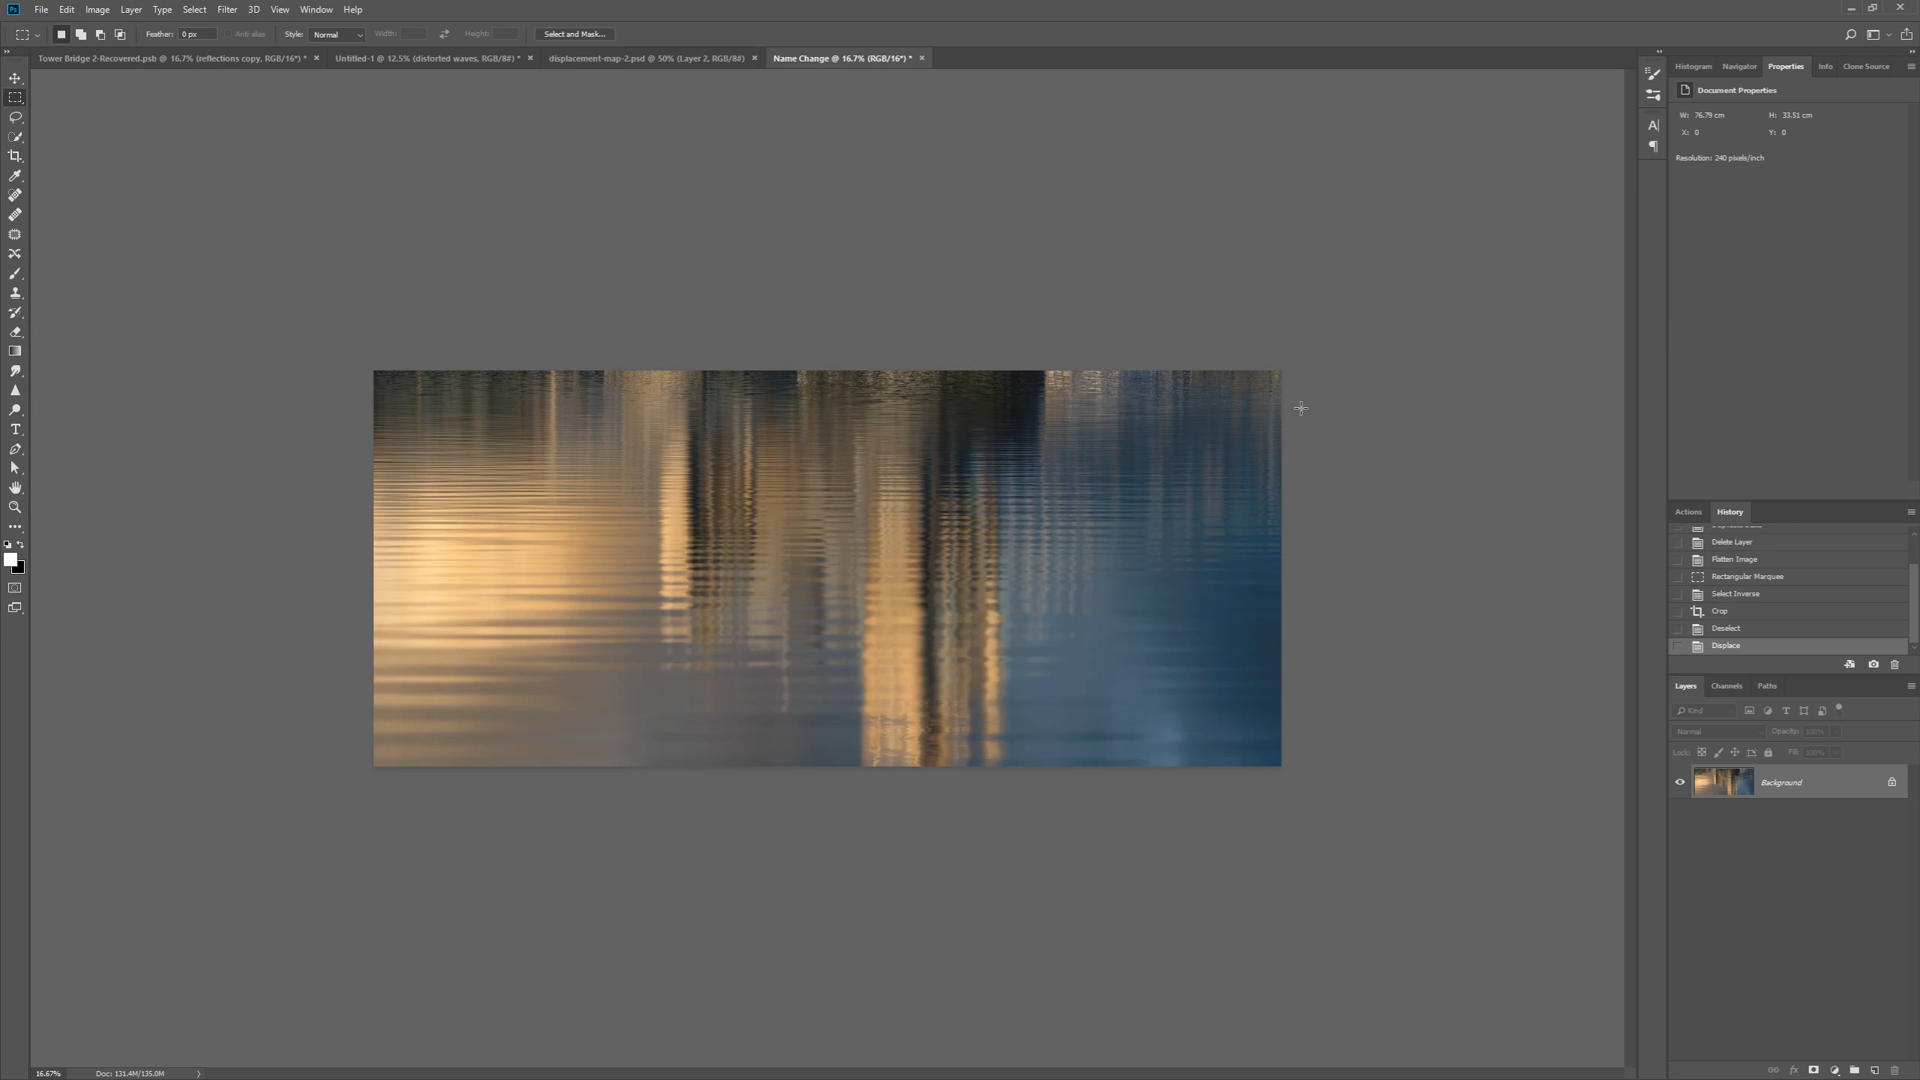 Ps File Edit Image Layer Type Select Filter 3D View Window Help
Feather: 0 px Anti-alias Style: Normal Width: Height: Select and Mask...
Tower Bridge 2-Recovered.psb @ 16.7% (reflections copy, RGB/16*) * × Untitled-1 @ 12.5% (distorted waves, RGB/8#) * × displacement-map-2.psd @ 50% (Layer 2, RGB/8#) × Name Change @ 16.7% (RGB/16*) * ×
Histogram Navigator Properties Info Clone Source
Document Properties
W: 76.79 cm H: 33.51 cm
X: 0 Y: 0
Resolution: 240 pixels/inch
Actions History
Delete Layer
Flatten Image
Rectangular Marquee
Select Inverse
Crop
Deselect
Displace
Layers Channels Paths
Kind
Normal Opacity: 100%
Lock: Fill: 100%
Background
fx
16.67% Doc: 131.4M/135.0M